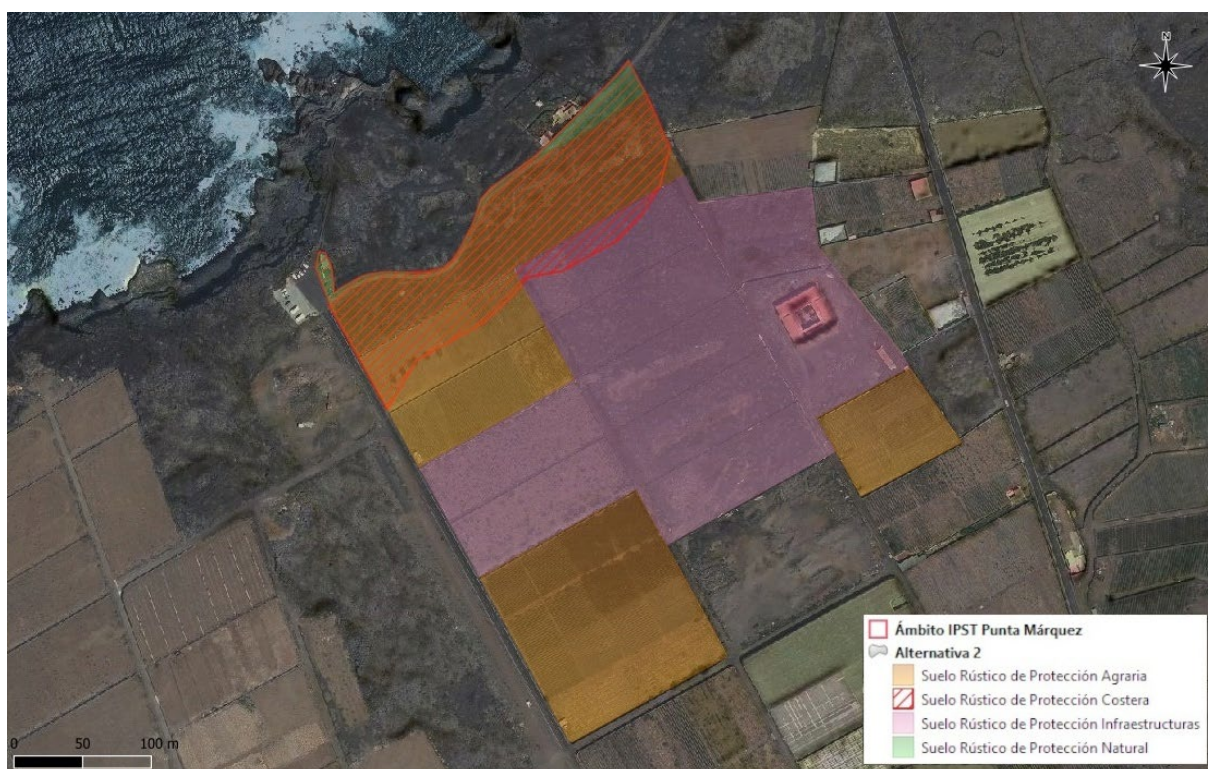 N
Ámbito IPST Punta Márquez
Alternativa 2
Suelo Rústico de Protección Agraria
Suelo Rústico de Protección Costera
Suelo Rústico de Protección Infraestructuras
Suelo Rústico de Protección Natural
0 50 100 m